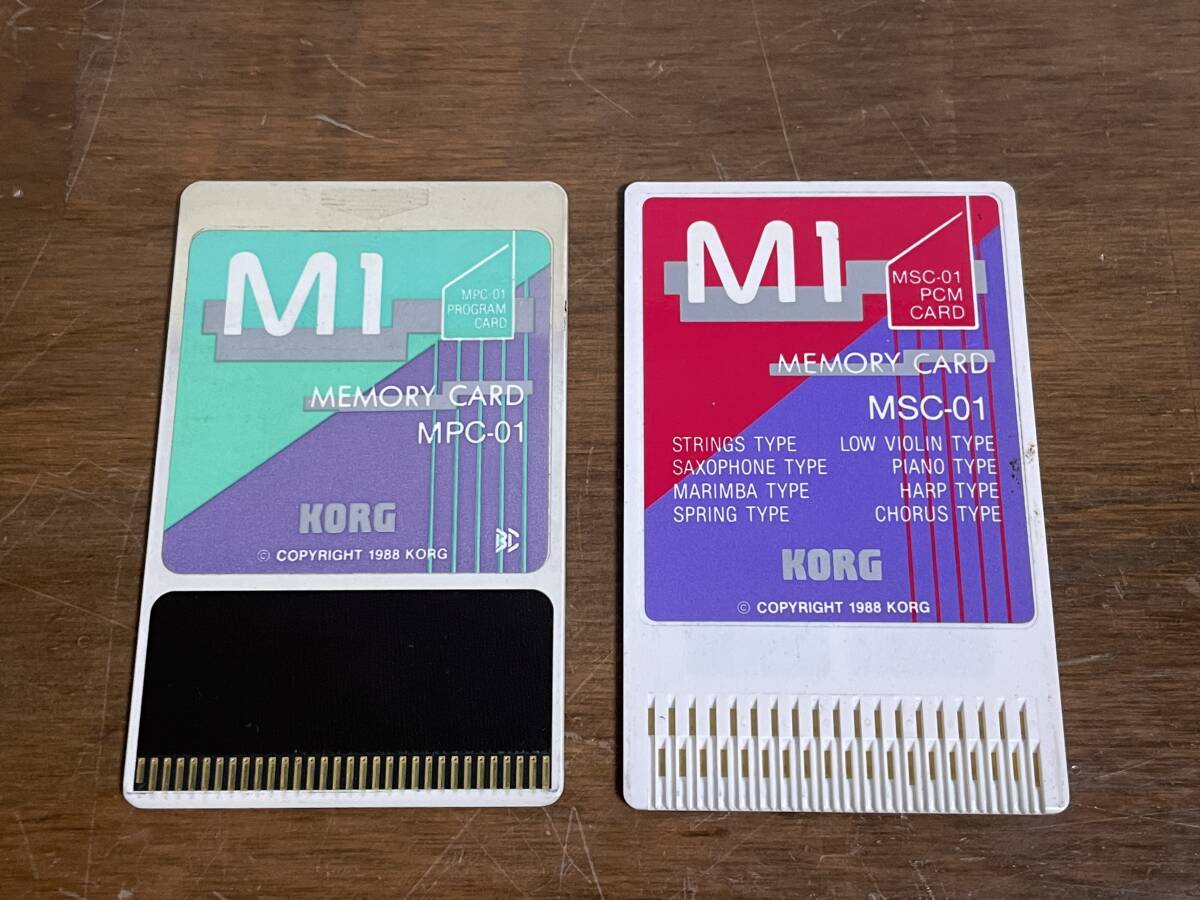 M1
MPC-01
PROGRAM
CARD
MEMORY CARD
MPC-01
KORG
© COPYRIGHT 1988 KORG
M1
MSC-01
PCM
CARD
MEMORY CARD
MSC-01
STRINGS TYPE LOW VIOLIN TYPE
SAXOPHONE TYPE PIANO TYPE
MARIMBA TYPE HARP TYPE
SPRING TYPE CHORUS TYPE
KORG
© COPYRIGHT 1988 KORG